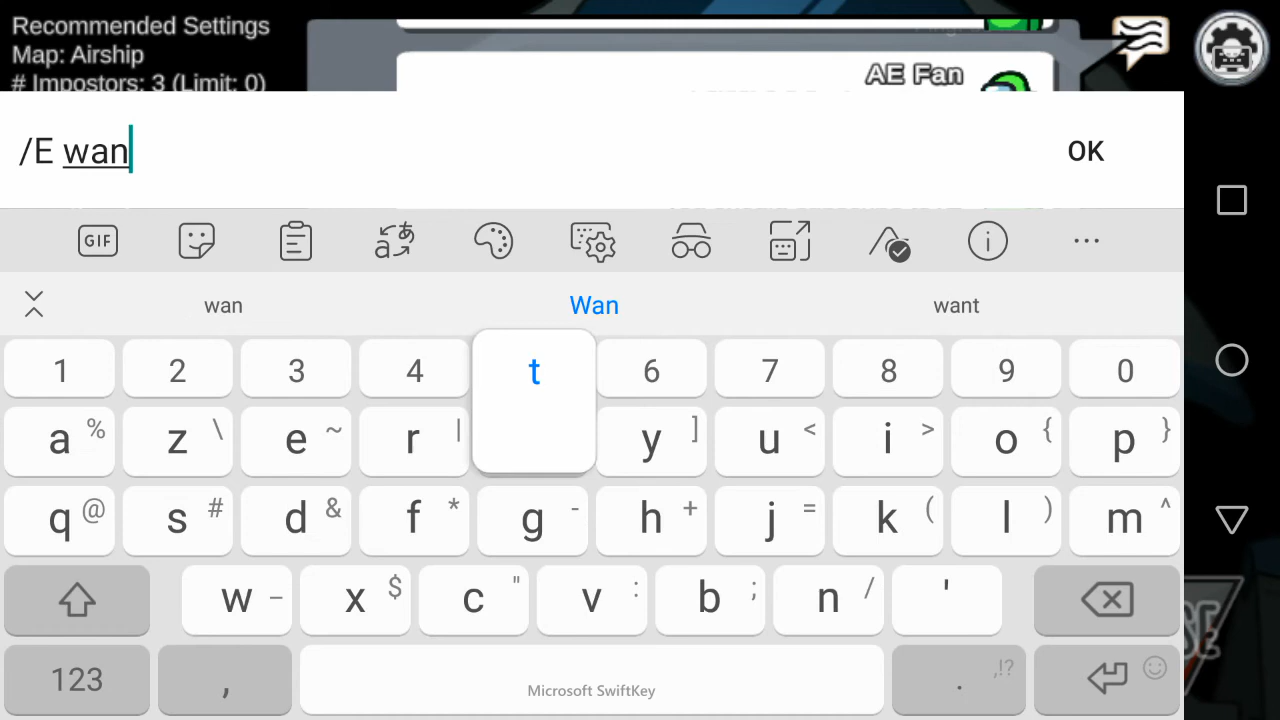 Recommended Settings
Map: Airship
# Impostors: 3 (Limit: 0)
AE Fan
/E wan
OK
GIF
wan Wan want
1 2 3 4 t 6 7 8 9 0
a % z \ e ~ r | y ] u < i > o { p }
q @ s # d & f * g - h + j = k ( l ) m ^
w _ x $ c " v : b ; n / '
123 , Microsoft SwiftKey . ,!?